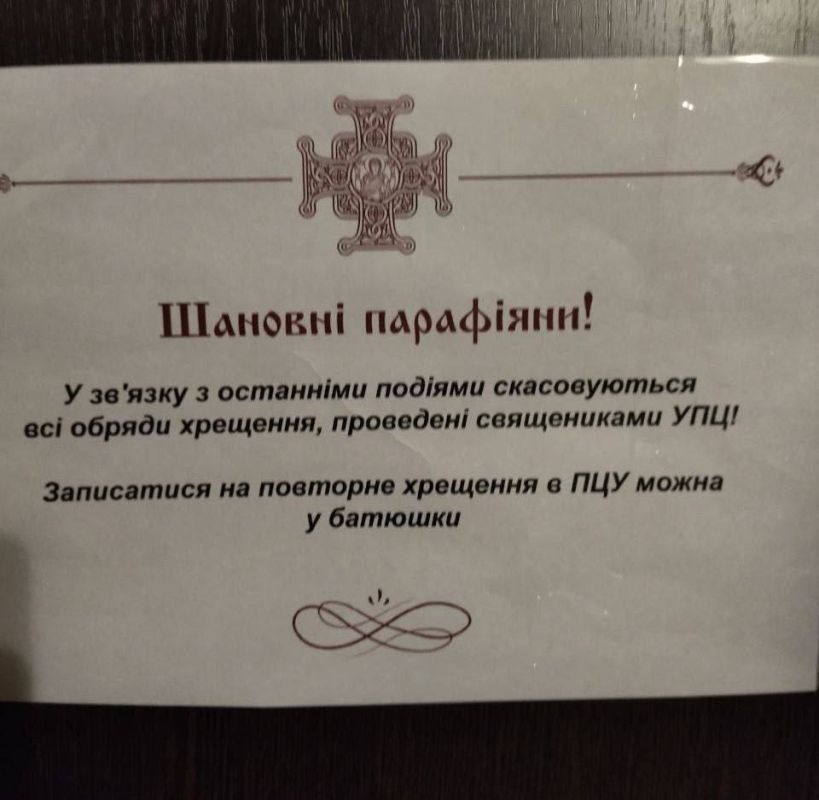 Шановні парафіяни!
У зв'язку з останніми подіями скасовуються
всі обряди хрещення, проведені священиками УПЦ!
Записатися на повторне хрещення в ПЦУ можна
у батюшки